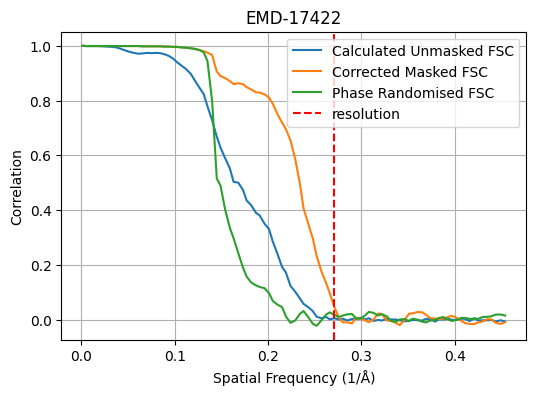 EMD-17422
Calculated Unmasked FSC
Corrected Masked FSC
Phase Randomised FSC
resolution
Correlation
1.0
0.8
0.6
0.4
0.2
0.0
0.0 0.1 0.2 0.3 0.4
Spatial Frequency (1/Å)